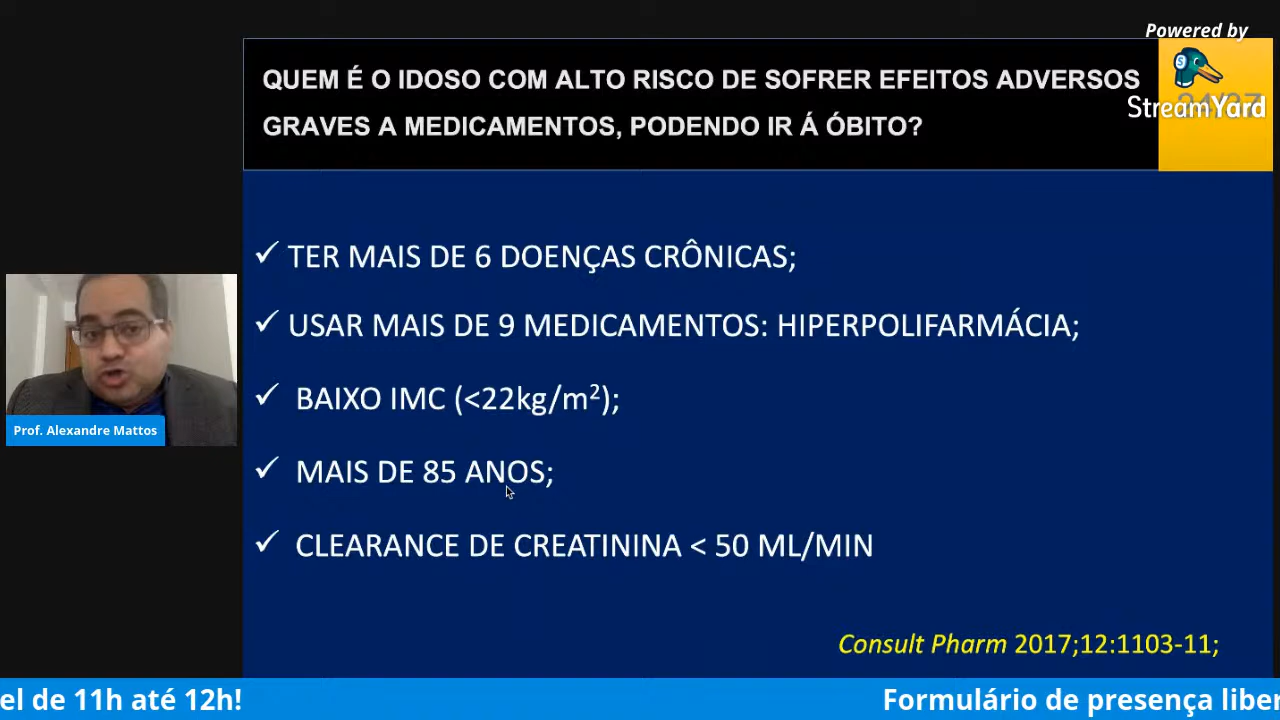 Powered by
QUEM É O IDOSO COM ALTO RISCO DE SOFRER EFEITOS ADVERSOS
GRAVES A MEDICAMENTOS, PODENDO IR Á ÓBITO?
StreamYard
✓ TER MAIS DE 6 DOENÇAS CRÔNICAS;
✓ USAR MAIS DE 9 MEDICAMENTOS: HIPERPOLIFARMÁCIA;
✓ BAIXO IMC (<22kg/m²);
✓ MAIS DE 85 ANOS;
✓ CLEARANCE DE CREATININA < 50 ML/MIN
Prof. Alexandre Mattos
Consult Pharm 2017;12:1103-11;
el de 11h até 12h!
Formulário de presença liber